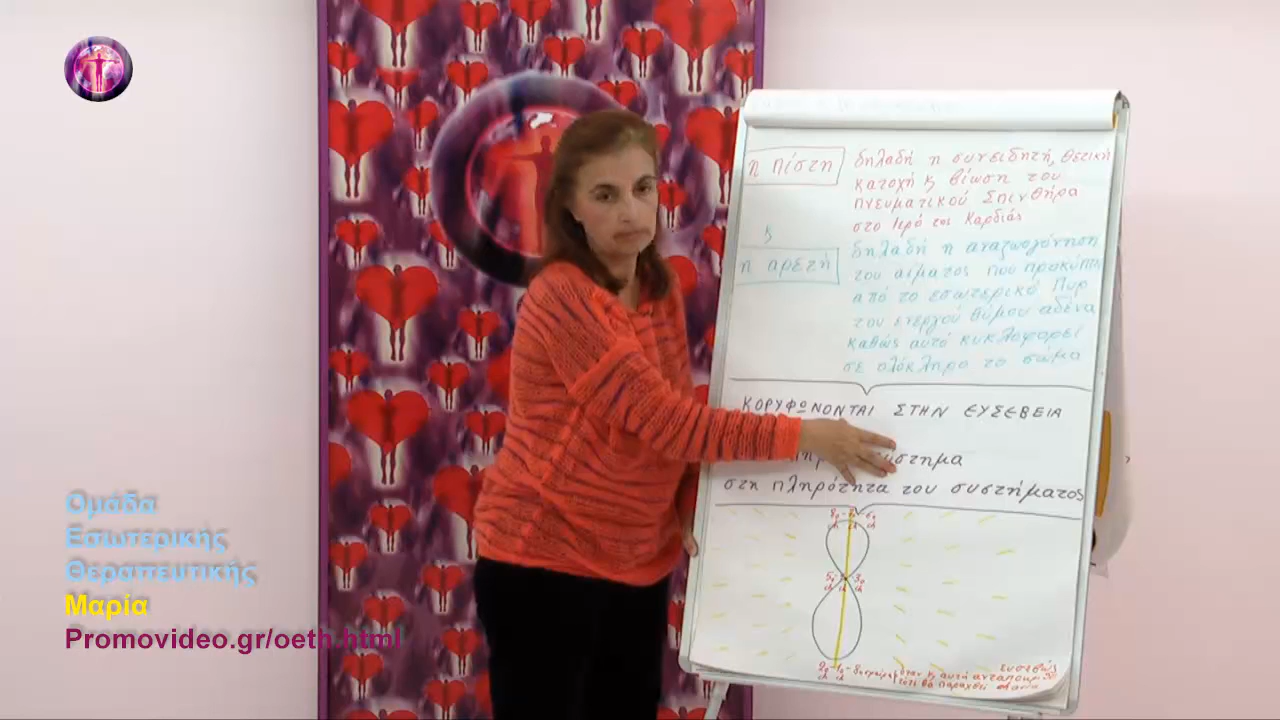 η πίστη
δηλαδή η συνειδητή, θετική
κατοχή ϗ βίωση του
πνευματικού Σπινθήρα
στο Ιερό της Καρδιάς
ϗ
η αρετή
δηλαδή η αναζωογόνηση
του αίματος που προκύπτει
από το εσωτερικό Πυρ
του ενεργού θύμου αδένα
καθώς αυτό κυκλοφορεί
σε ολόκληρο το σώμα
ΚΟΡΥΦΩΝΟΝΤΑΙ ΣΤΗΝ ΕΥΣΕΒΕΙΑ
στη πληρότητα του συστήματος
Ομάδα
Εσωτερικής
Θεραπευτικής
Μαρία
Promovideo.gr/oeth.html